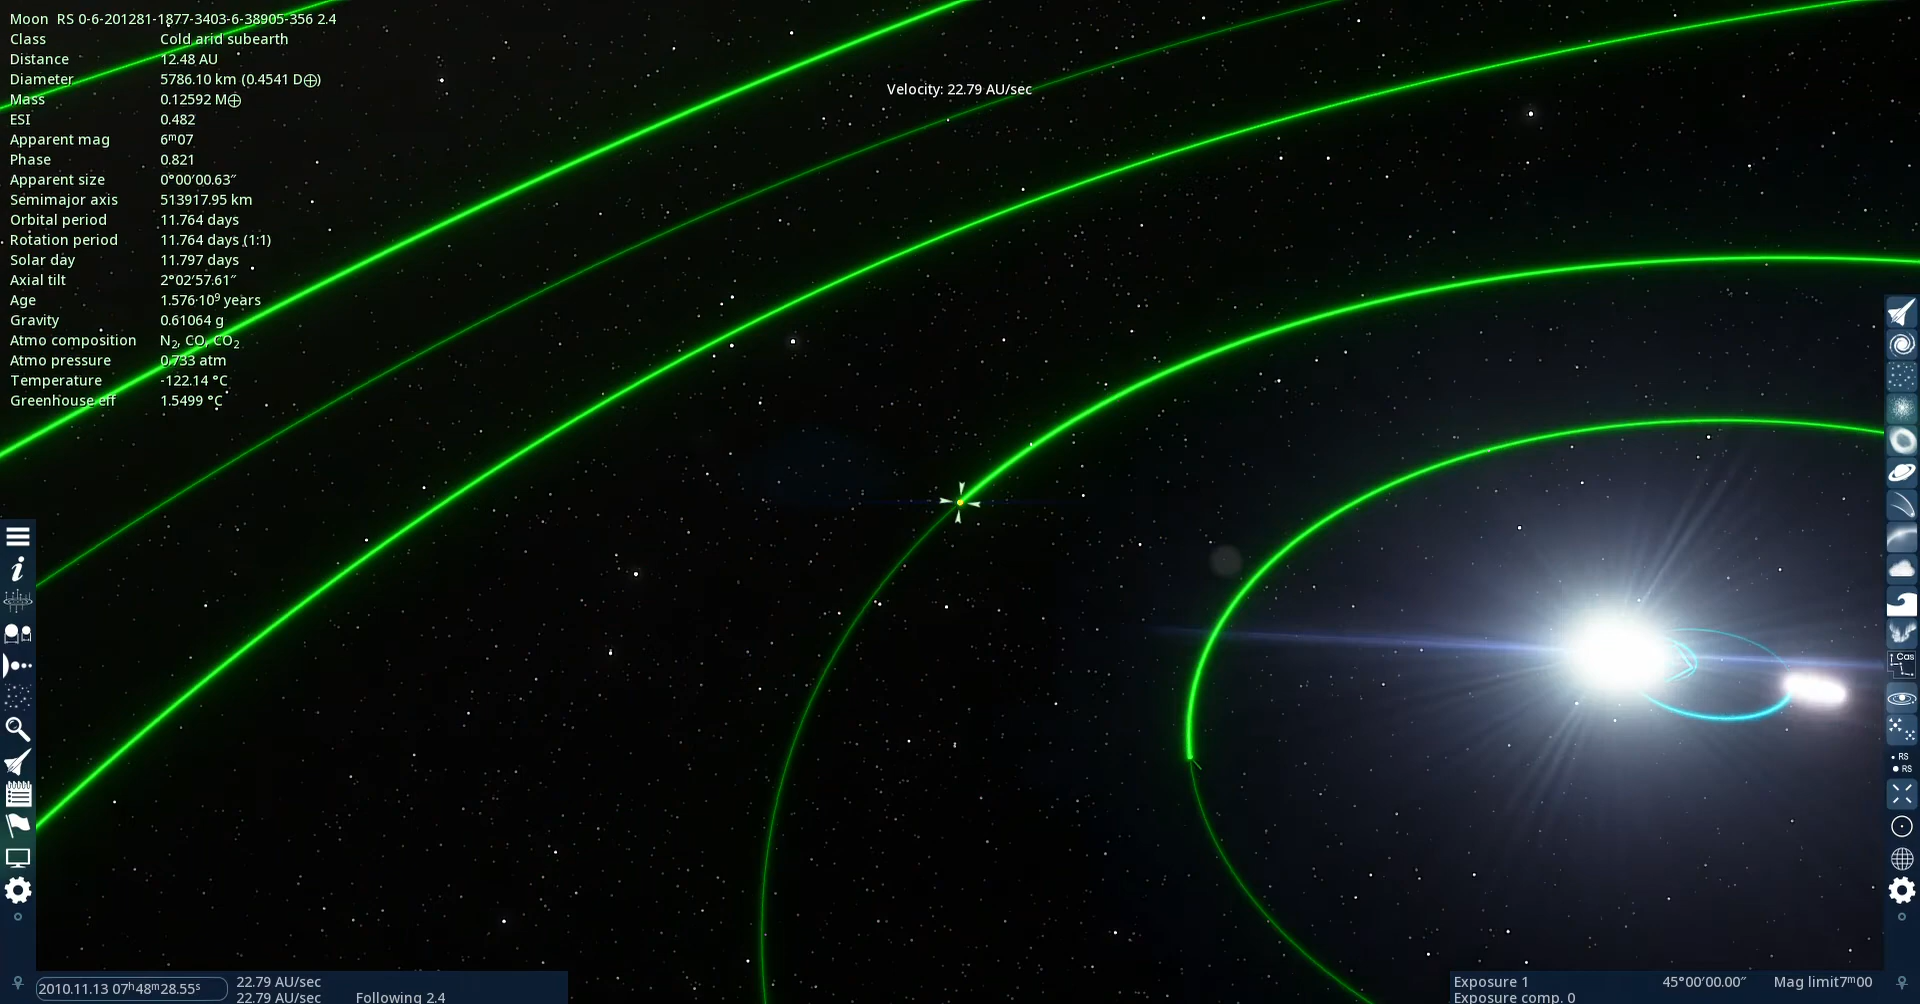 Moon RS 0-6-201281-1877-3403-6-38905-356 2.4
Class Cold arid subearth
Distance 12.48 AU
Diameter 5786.10 km (0.4541 D⊕)
Mass 0.12592 M⊕
ESI 0.482
Apparent mag 6ᵐ07
Phase 0.821
Apparent size 0°00′00.63″
Semimajor axis 513917.95 km
Orbital period 11.764 days
Rotation period 11.764 days (1:1)
Solar day 11.797 days
Axial tilt 2°02′57.61″
Age 1.576·10⁹ years
Gravity 0.61064 g
Atmo composition N₂, CO, CO₂
Atmo pressure 0.733 atm
Temperature -122.14 °C
Greenhouse eff 1.5499 °C
Velocity: 22.79 AU/sec
Cas
RS
RS
2010.11.13 07ʰ48ᵐ28.55ˢ
22.79 AU/sec
22.79 AU/sec Following 2.4
Exposure 1 45°00′00.00″ Mag limit7ᵐ00
Exposure comp. 0